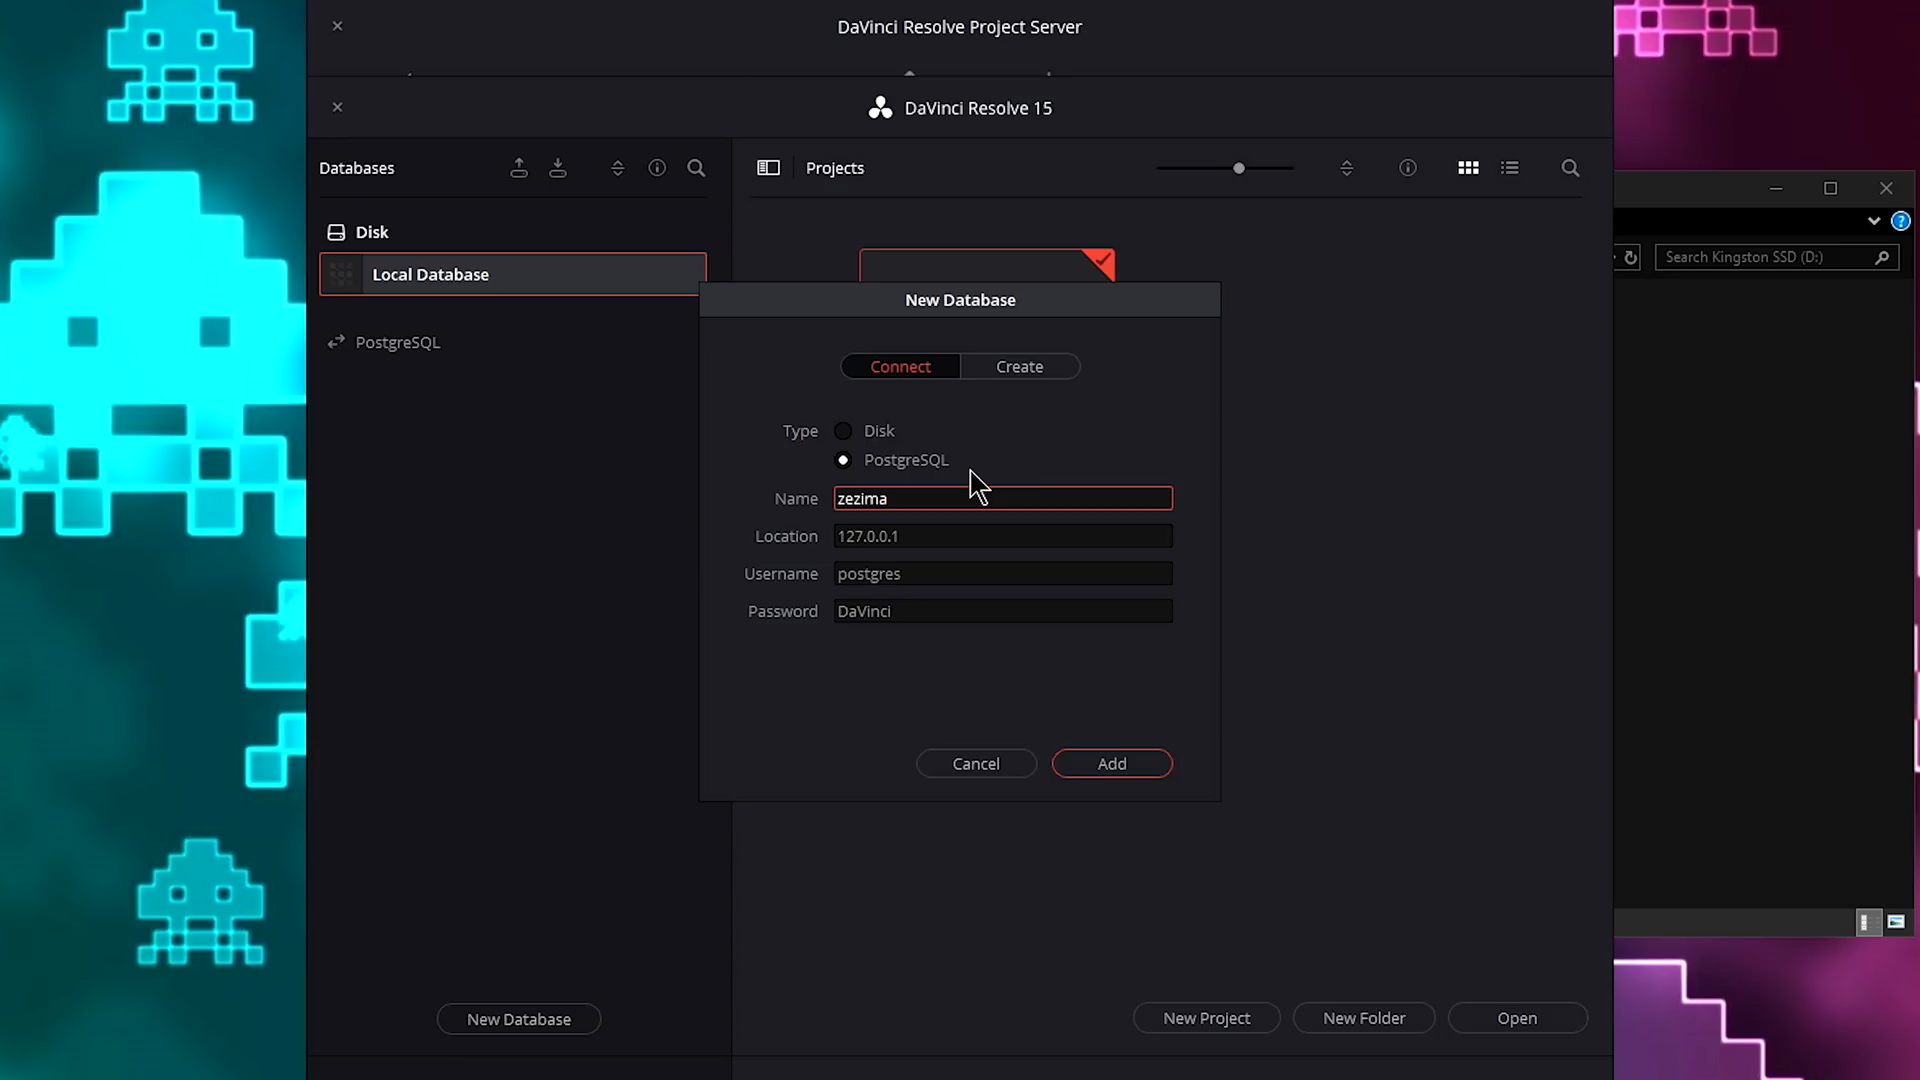 DaVinci Resolve Project Server
DaVinci Resolve 15
Databases
Projects
Disk
Local Database
PostgreSQL
New Database
Connect
Create
Type
Disk
PostgreSQL
Name
zezima
Location
127.0.0.1
Username
postgres
Password
DaVinci
Cancel
Add
New Database
New Project
New Folder
Open
?
Search Kingston SSD (D:)